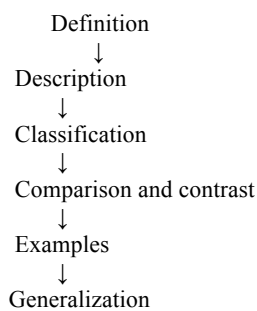 Definition
↓
Description
↓
Classification
↓
Comparison and contrast
↓
Examples
↓
Generalization